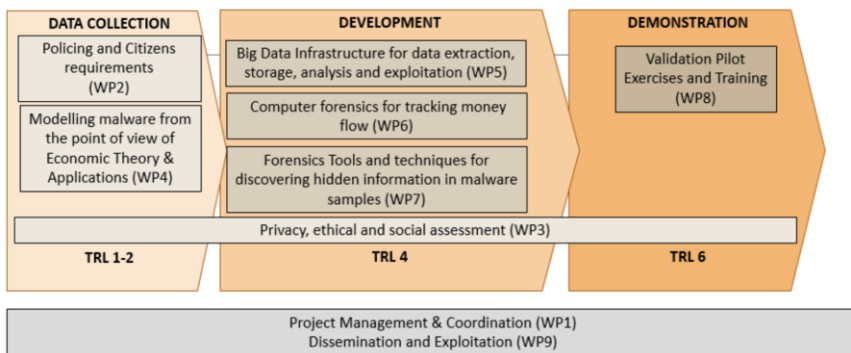 DATA COLLECTION
Policing and Citizens
requirements
(WP2)
Modelling malware from
the point of view of
Economic Theory &
Applications (WP4)
DEVELOPMENT
Big Data Infrastructure for data extraction,
storage, analysis and exploitation (WP5)
Computer forensics for tracking money
flow (WP6)
Forensics Tools and techniques for
discovering hidden information in malware
samples (WP7)
DEMONSTRATION
Validation Pilot
Exercises and Training
(WP8)
Privacy, ethical and social assessment (WP3)
TRL 1-2
TRL 4
TRL 6
Project Management & Coordination (WP1)
Dissemination and Exploitation (WP9)